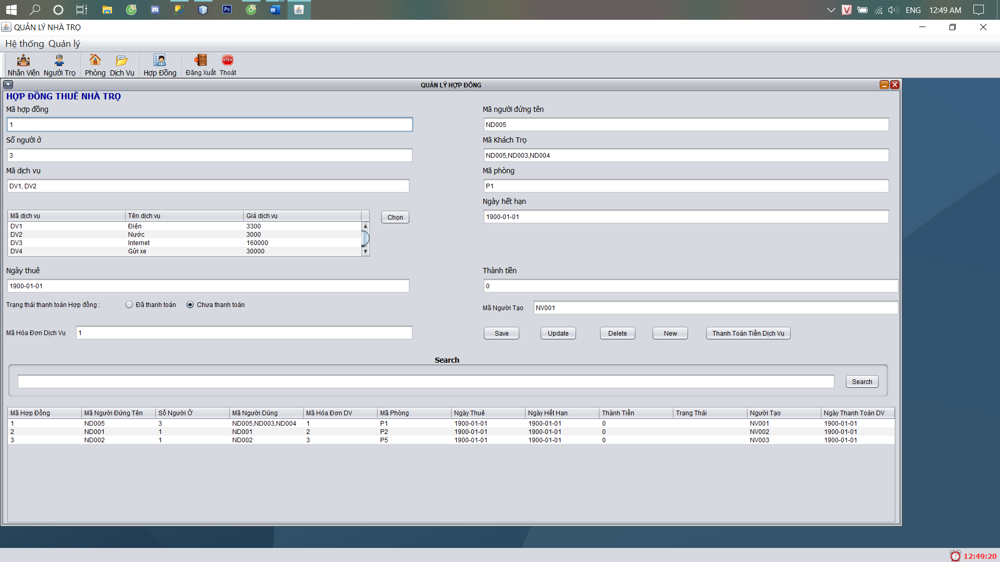 ENG 12:49 AM
QUẢN LÝ NHÀ TRỌ
Hệ thống Quản lý
Nhân Viên Người Trọ Phòng Dịch Vụ Hợp Đồng Đăng Xuất Thoát
QUẢN LÝ HỢP ĐỒNG
HỢP ĐỒNG THUÊ NHÀ TRỌ
Mã hợp đồng Mã người đứng tên
1 ND005
Số người ở Mã Khách Trọ
3 ND005,ND003,ND004
Mã dịch vụ Mã phòng
DV1, DV2 P1
Ngày hết hạn
1900-01-01
Mã dịch vụ Tên dịch vụ Giá dịch vụ Chọn
DV1 Điện 3300
DV2 Nước 3000
DV3 Internet 160000
DV4 Gửi xe 30000
Ngày thuê Thành tiền
1900-01-01 0
Trạng thái thanh toán Hợp đồng : Đã thanh toán Chưa thanh toán Mã Người Tạo NV001
Mã Hóa Đơn Dịch Vụ 1 Save Update Delete New Thanh Toán Tiền Dịch Vụ
Search
Search
Mã Hợp Đồng Mã Người Đứng Tên Số Người Ở Mã Người Dùng Mã Hóa Đơn DV Mã Phòng Ngày Thuê Ngày Hết Hạn Thành Tiền Trạng Thái Người Tạo Ngày Thanh Toán DV
1 ND005 3 ND005,ND003,ND004 1 P1 1900-01-01 1900-01-01 0 NV001 1900-01-01
2 ND001 1 ND001 2 P2 1900-01-01 1900-01-01 0 NV002 1900-01-01
3 ND002 1 ND002 3 P5 1900-01-01 1900-01-01 0 NV003 1900-01-01
12:49:20